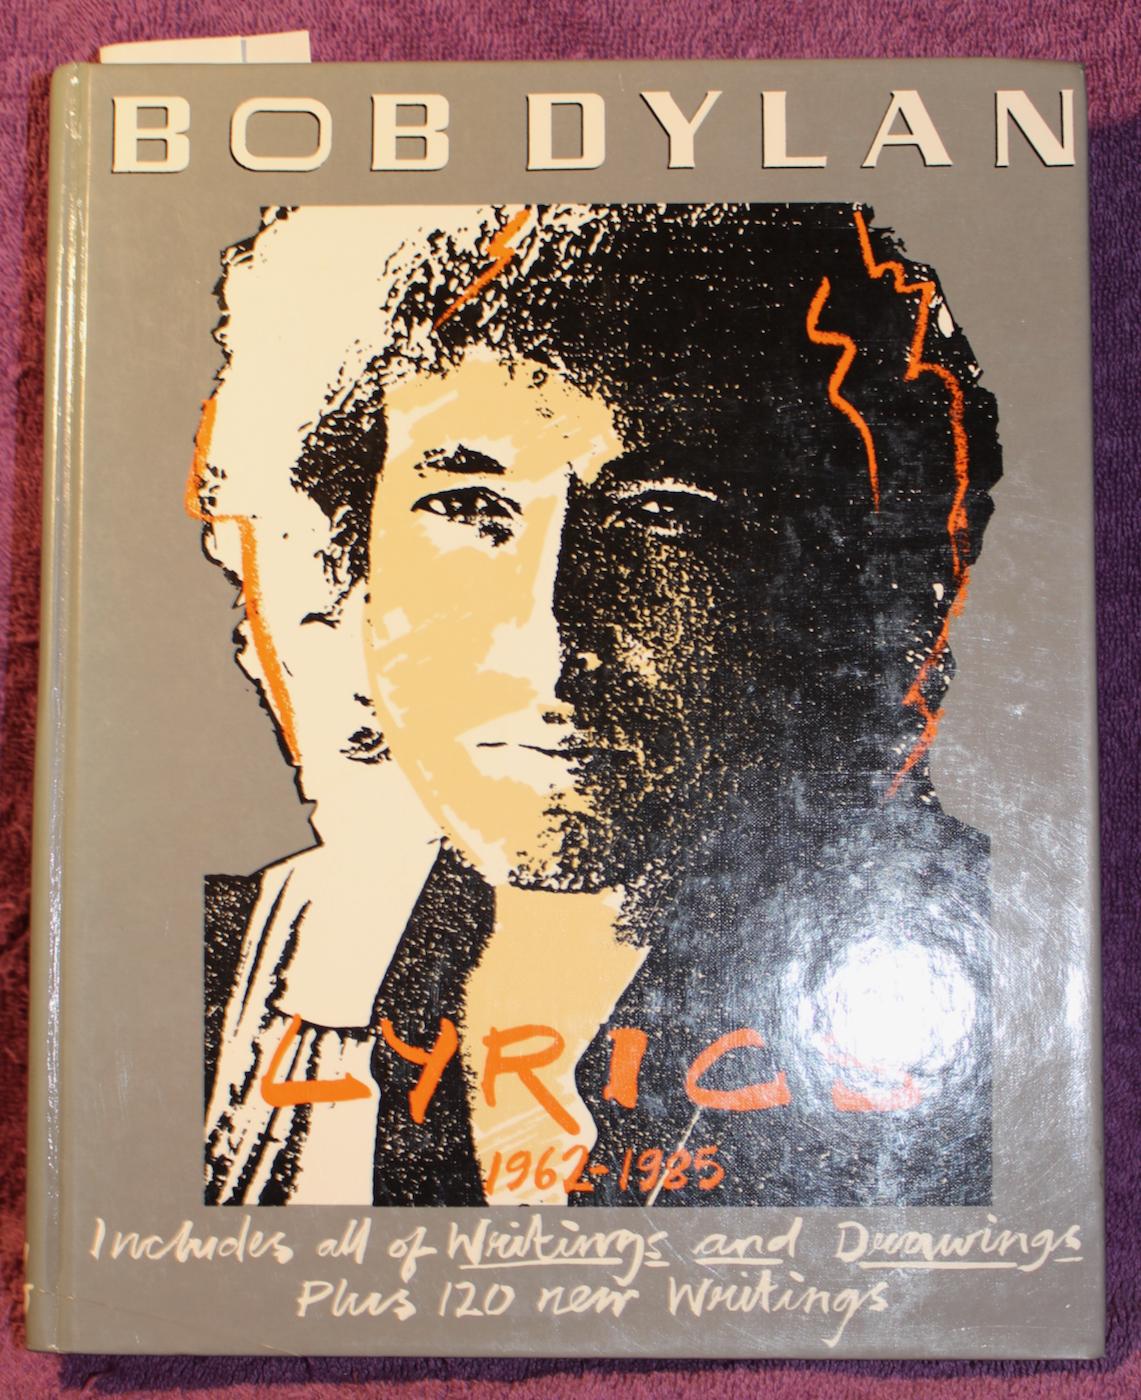 BOB DYLAN
LYRICS
1962-1985
Includes all of Writings and Drawings
Plus 120 new Writings